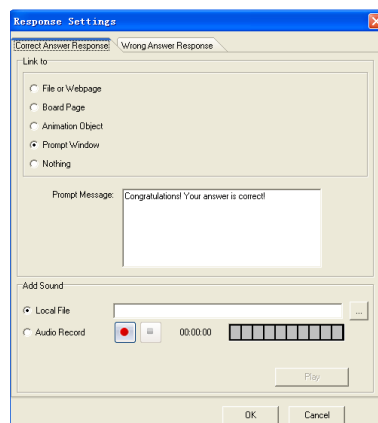 Response Settings
Correct Answer Response Wrong Answer Response
Link to
File or Webpage
Board Page
Animation Object
Prompt Window
Nothing
Prompt Message: Congratulations! Your answer is correct!
Add Sound
Local File ...
Audio Record 00:00:00
Play
OK Cancel